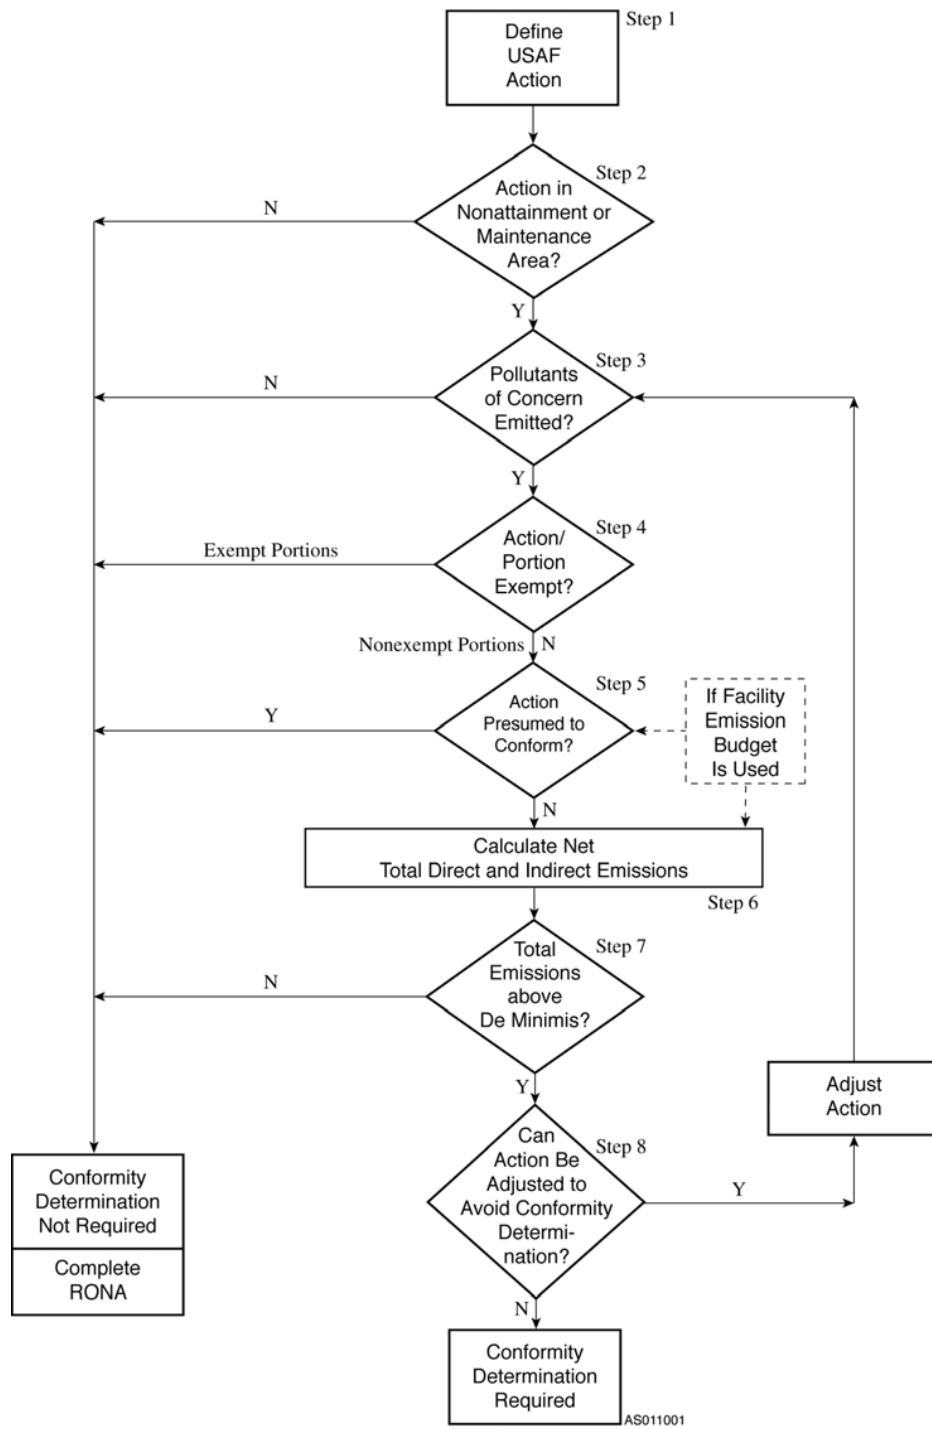 Step 1
Define
USAF
Action
Step 2
Action in
Nonattainment or
Maintenance
Area?
N
Y
Step 3
Pollutants
of Concern
Emitted?
N
Y
Step 4
Action/
Portion
Exempt?
Exempt Portions
Nonexempt Portions
N
Step 5
Action
Presumed to
Conform?
Y
If Facility
Emission
Budget
Is Used
N
Calculate Net
Total Direct and Indirect Emissions
Step 6
Step 7
Total
Emissions
above
De Minimis?
N
Y
Adjust
Action
Step 8
Can
Action Be
Adjusted to
Avoid Conformity
Determi-
nation?
Y
Conformity
Determination
Not Required
Complete
RONA
N
Conformity
Determination
Required
AS011001